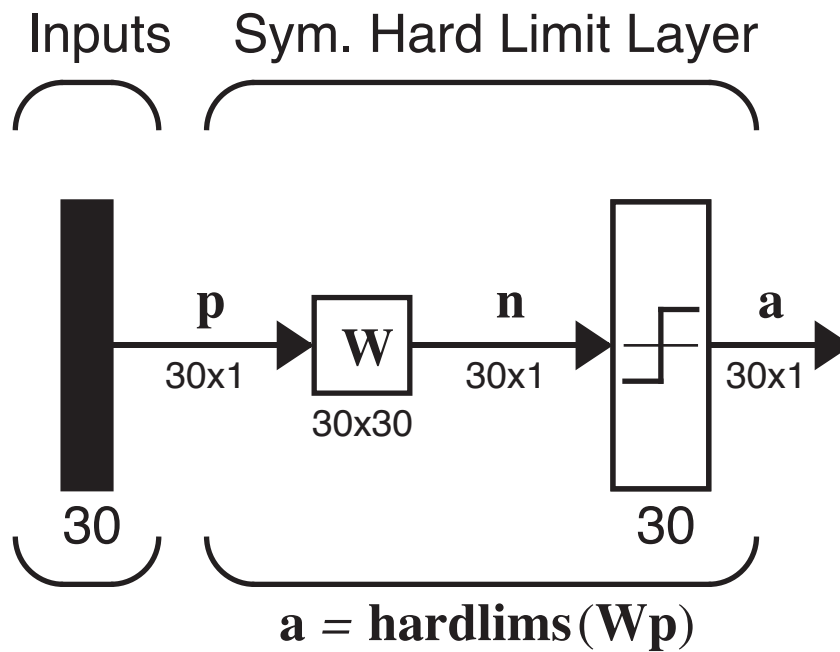 Inputs Sym. Hard Limit Layer
p n a
W
30x1 30x1 30x1
30x30
30 30
a = hardlims(Wp)